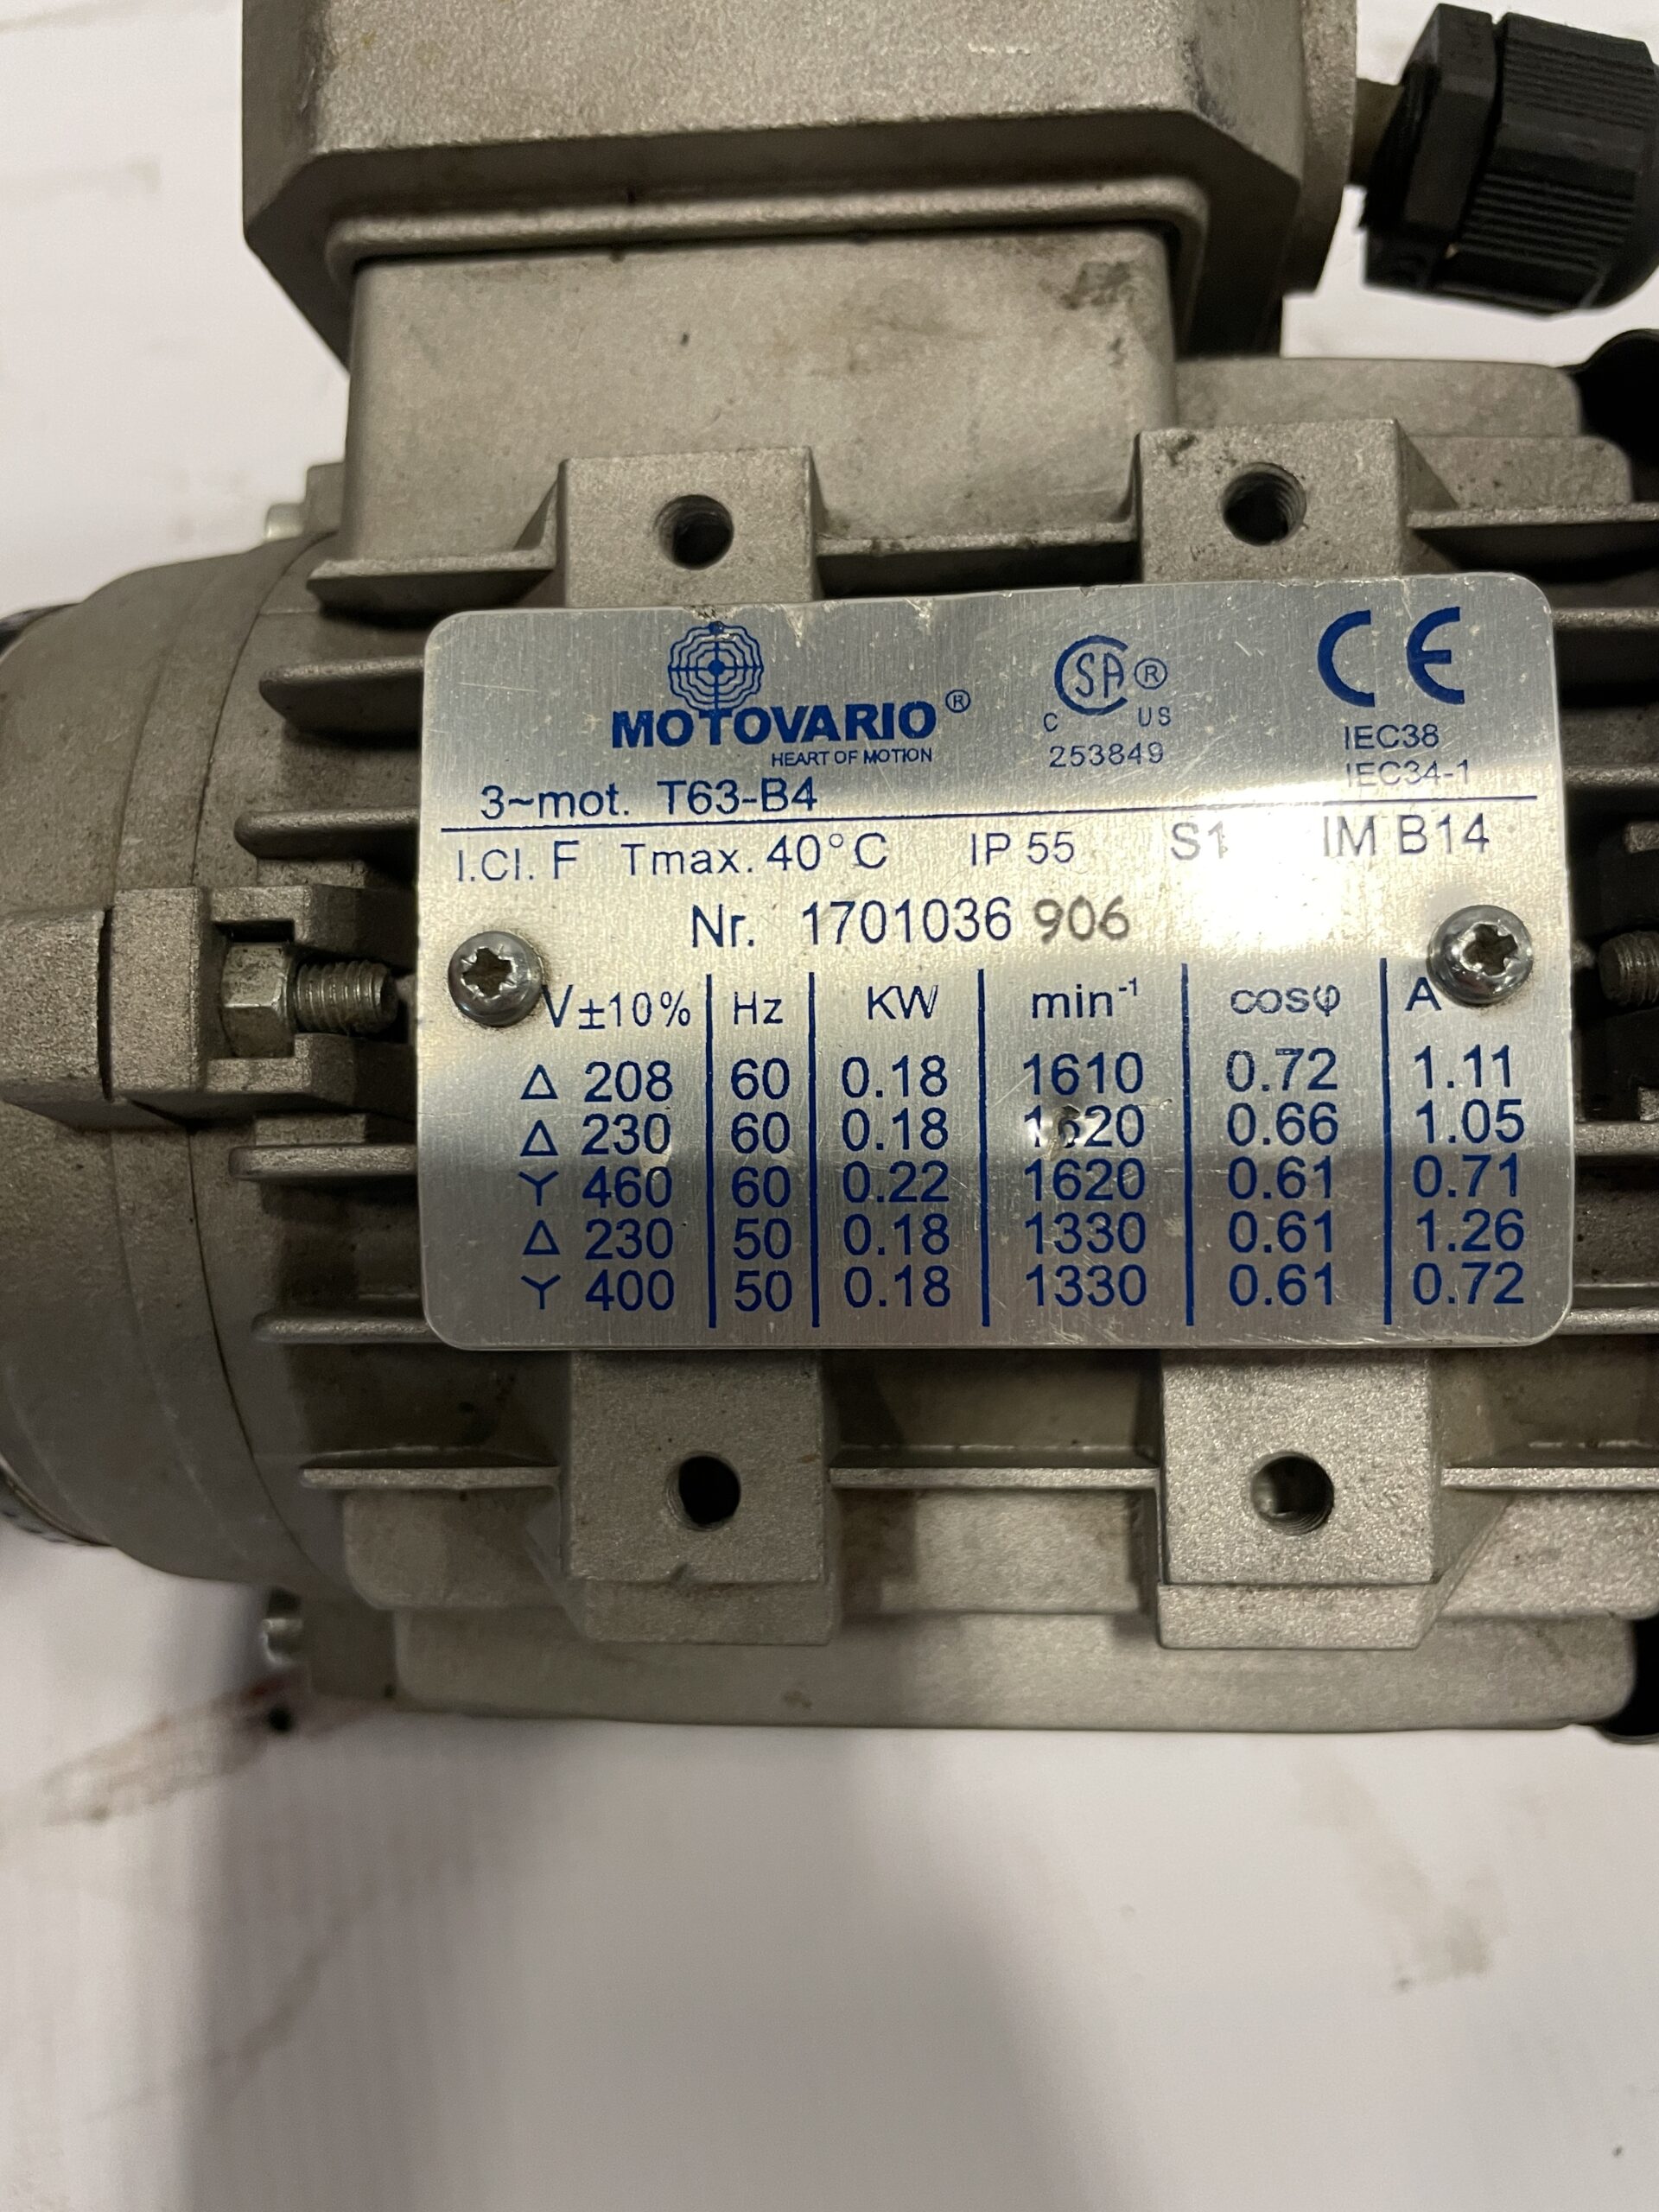 MOTOVARIO®
HEART OF MOTION
CSA®
C US
253849
CE
IEC38
IEC34-1
3~mot. T63-B4
I.Cl. F Tmax. 40°C IP 55 S1 IM B14
Nr. 1701036 906
V±10% Hz KW min⁻¹ cosφ A
Δ 208 60 0.18 1610 0.72 1.11
Δ 230 60 0.18 1620 0.66 1.05
Y 460 60 0.22 1620 0.61 0.71
Δ 230 50 0.18 1330 0.61 1.26
Y 400 50 0.18 1330 0.61 0.72